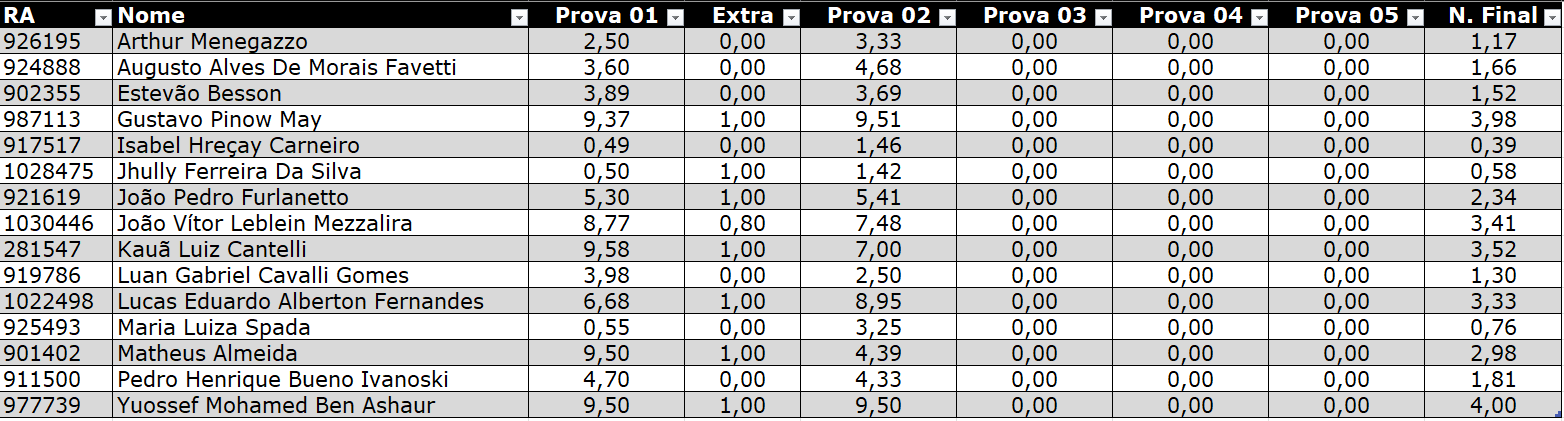 RA Nome Prova 01 Extra Prova 02 Prova 03 Prova 04 Prova 05 N. Final
926195 Arthur Menegazzo 2,50 0,00 3,33 0,00 0,00 0,00 1,17
924888 Augusto Alves De Morais Favetti 3,60 0,00 4,68 0,00 0,00 0,00 1,66
902355 Estevão Besson 3,89 0,00 3,69 0,00 0,00 0,00 1,52
987113 Gustavo Pinow May 9,37 1,00 9,51 0,00 0,00 0,00 3,98
917517 Isabel Hreçay Carneiro 0,49 0,00 1,46 0,00 0,00 0,00 0,39
1028475 Jhully Ferreira Da Silva 0,50 1,00 1,42 0,00 0,00 0,00 0,58
921619 João Pedro Furlanetto 5,30 1,00 5,41 0,00 0,00 0,00 2,34
1030446 João Vítor Leblein Mezzalira 8,77 0,80 7,48 0,00 0,00 0,00 3,41
281547 Kauã Luiz Cantelli 9,58 1,00 7,00 0,00 0,00 0,00 3,52
919786 Luan Gabriel Cavalli Gomes 3,98 0,00 2,50 0,00 0,00 0,00 1,30
1022498 Lucas Eduardo Alberton Fernandes 6,68 1,00 8,95 0,00 0,00 0,00 3,33
925493 Maria Luiza Spada 0,55 0,00 3,25 0,00 0,00 0,00 0,76
901402 Matheus Almeida 9,50 1,00 4,39 0,00 0,00 0,00 2,98
911500 Pedro Henrique Bueno Ivanoski 4,70 0,00 4,33 0,00 0,00 0,00 1,81
977739 Yuossef Mohamed Ben Ashaur 9,50 1,00 9,50 0,00 0,00 0,00 4,00